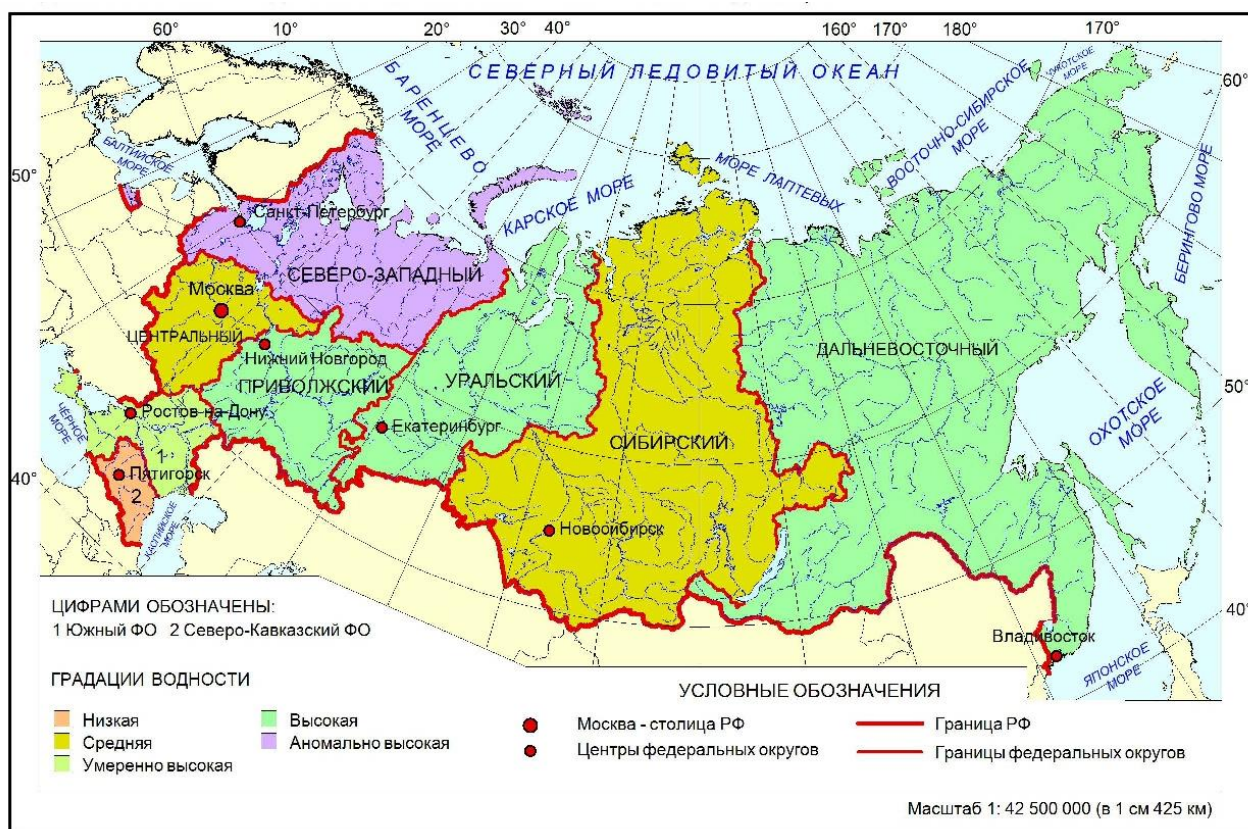 60° 10° 20° 30° 40° 160° 170° 180° 170°
СЕВЕРНЫЙ ЛЕДОВИТЫЙ ОКЕАН
ЧУКОТСКОЕ
МОРЕ
60°
БАРЕНЦЕВО
МОРЕ
ВОСТОЧНО-СИБИРСКОЕ
МОРЕ
БАЛТИЙСКОЕ
МОРЕ
50°
МОРЕ ЛАПТЕВЫХ
КАРСКОЕ МОРЕ
БЕРИНГОВО МОРЕ
Санкт-Петербург
СЕВЕРО-ЗАПАДНЫЙ
Москва
ЦЕНТРАЛЬНЫЙ
Нижний Новгород
ПРИВОЛЖСКИЙ
УРАЛЬСКИЙ
ДАЛЬНЕВОСТОЧНЫЙ
50°
ЧЁРНОЕ
МОРЕ
Ростов-на-Дону
Екатеринбург
ОХОТСКОЕ
МОРЕ
СИБИРСКИЙ
1
40°
Пятигорск
2
КАСПИЙСКОЕ
МОРЕ
Новосибирск
40°
ЦИФРАМИ ОБОЗНАЧЕНЫ:
1 Южный ФО 2 Северо-Кавказский ФО
Владивосток
ЯПОНСКОЕ
МОРЕ
ГРАДАЦИИ ВОДНОСТИ
Низкая
Средняя
Умеренно высокая
Высокая
Аномально высокая
УСЛОВНЫЕ ОБОЗНАЧЕНИЯ
Москва - столица РФ
Центры федеральных округов
Граница РФ
Границы федеральных округов
Масштаб 1: 42 500 000 (в 1 см 425 км)